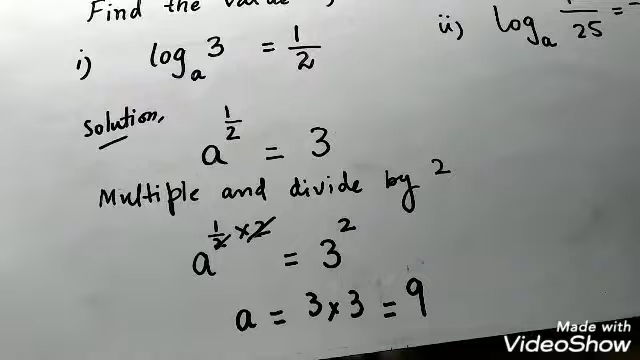 Find the value
i) log_a 3 = 1/2
ii) log_a /25 =
Solution,
a^(1/2) = 3
Multiple and divide by 2
a^(1/2 × 2) = 3^2
a = 3 × 3 = 9
Made with
VideoShow